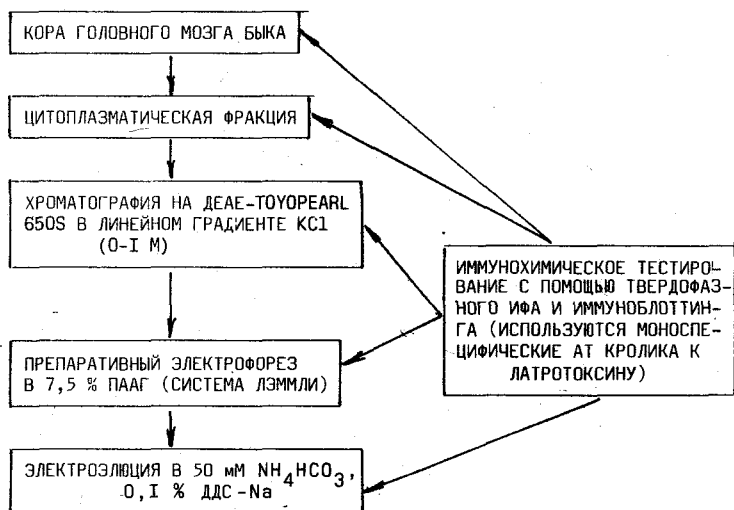 КОРА ГОЛОВНОГО МОЗГА БЫКА
ЦИТОПЛАЗМАТИЧЕСКАЯ ФРАКЦИЯ
ХРОМАТОГРАФИЯ НА ДЕАЕ-TOYOPEARL
650S В ЛИНЕЙНОМ ГРАДИЕНТЕ KCl
(0-I М)
ИММУНОХИМИЧЕСКОЕ ТЕСТИРО-
ВАНИЕ С ПОМОЩЬЮ ТВЕРДОФАЗ-
НОГО ИФА И ИММУНОБЛОТТИН-
ГА (ИСПОЛЬЗУЮТСЯ МОНОСПЕ-
ЦИФИЧЕСКИЕ АТ КРОЛИКА К
ЛАТРОТОКСИНУ)
ПРЕПАРАТИВНЫЙ ЭЛЕКТРОФОРЕЗ
В 7,5 % ПААГ (СИСТЕМА ЛЭММЛИ)
ЭЛЕКТРОЭЛЮЦИЯ В 50 мМ NH₄HCO₃,
0,I % ДДС-Na